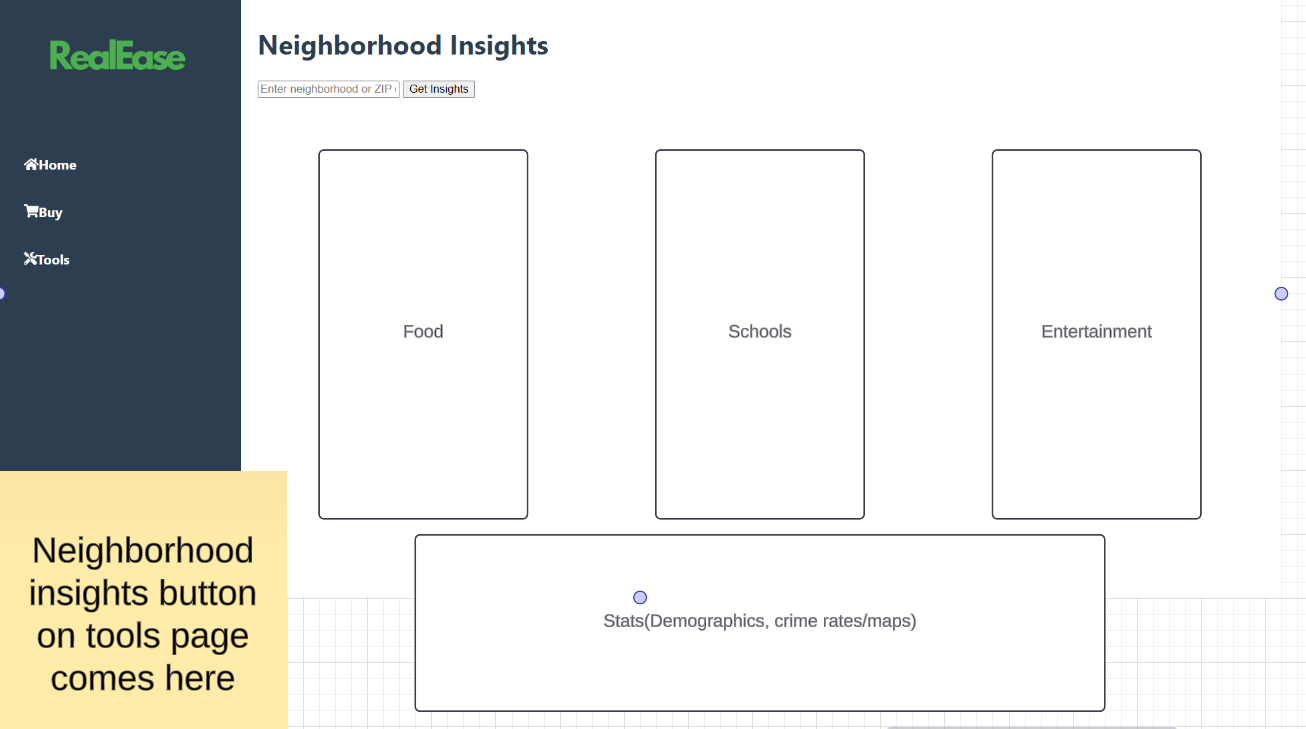 RealEase
Neighborhood Insights
Enter neighborhood or ZIP
Get Insights
Home
Buy
Tools
Food
Schools
Entertainment
Stats(Demographics, crime rates/maps)
Neighborhood
insights button
on tools page
comes here